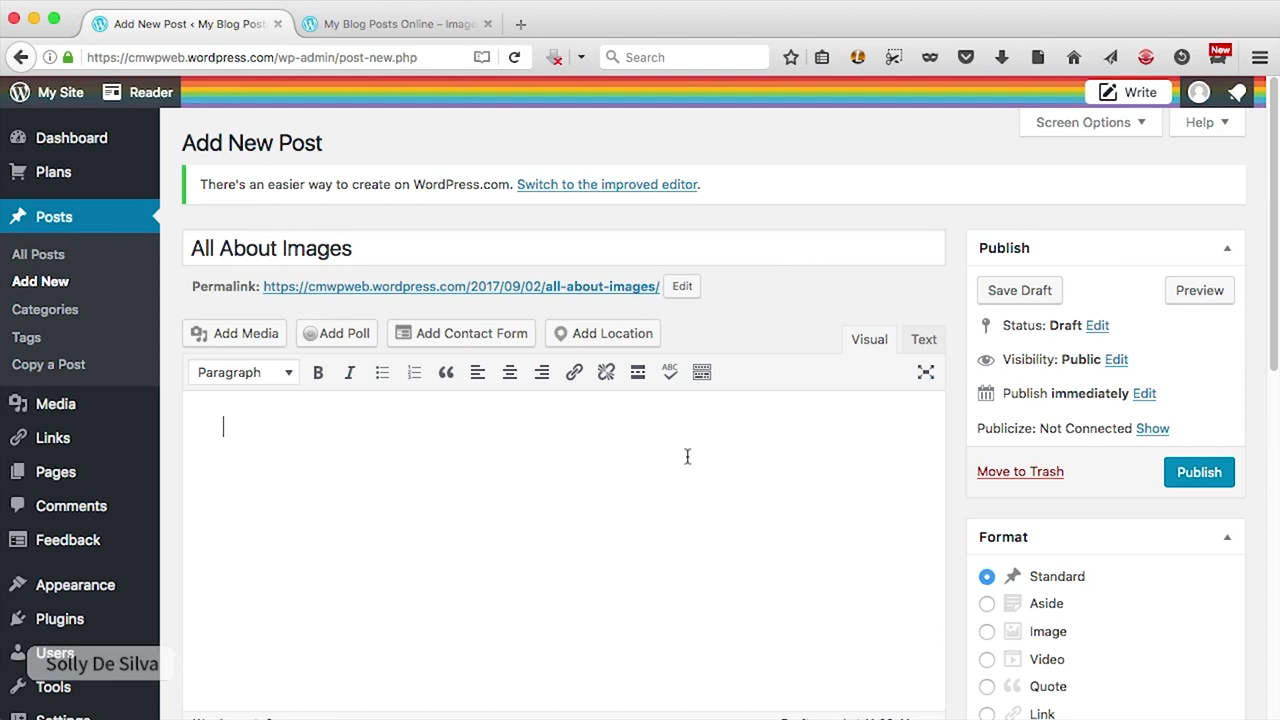 Add New Post ‹ My Blog Post
My Blog Posts Online – Image
https://cmwpweb.wordpress.com/wp-admin/post-new.php
Search
New
My Site
Reader
Write
Dashboard
Plans
Posts
All Posts
Add New
Categories
Tags
Copy a Post
Media
Links
Pages
Comments
Feedback
Appearance
Plugins
Users
Solly De Silva
Tools
Settings
Screen Options
Help
Add New Post
There's an easier way to create on WordPress.com. Switch to the improved editor.
All About Images
Permalink: https://cmwpweb.wordpress.com/2017/09/02/all-about-images/ Edit
Add Media
Add Poll
Add Contact Form
Add Location
Visual
Text
Paragraph
B
I
ABC
Publish
Save Draft
Preview
Status: Draft Edit
Visibility: Public Edit
Publish immediately Edit
Publicize: Not Connected Show
Move to Trash
Publish
Format
Standard
Aside
Image
Video
Quote
Link